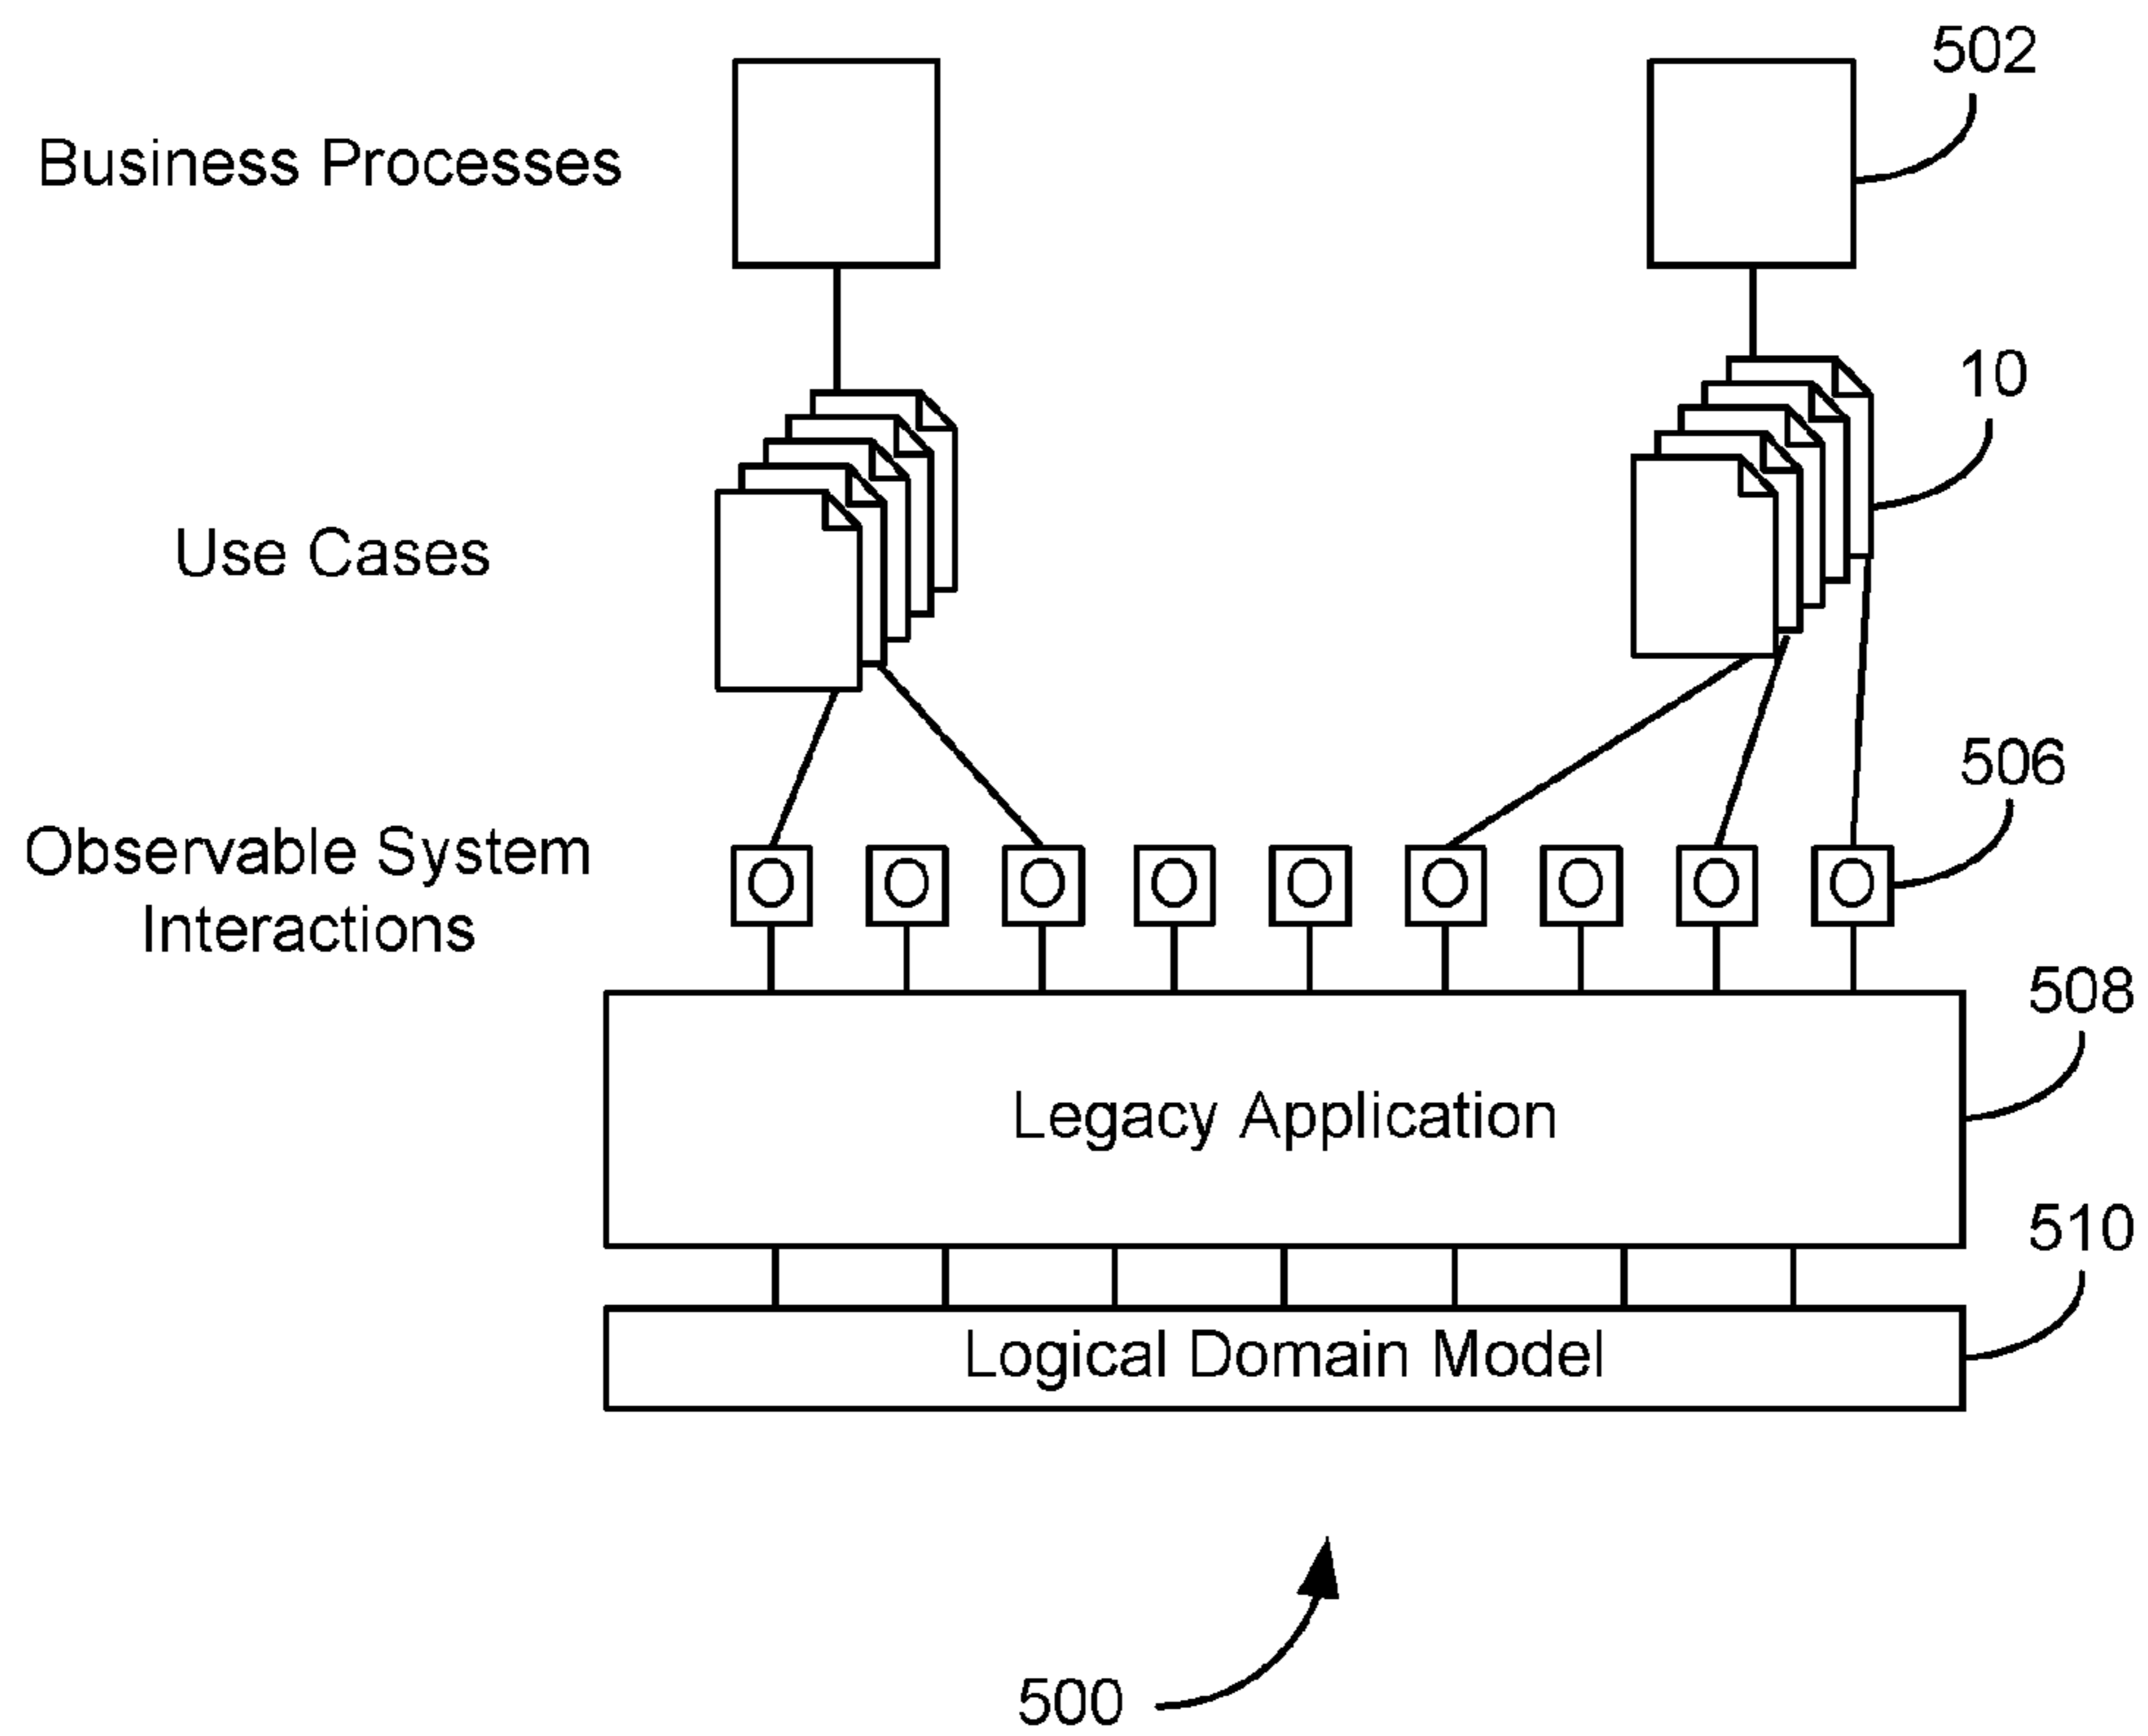 502
Business Processes
10
Use Cases
506
Observable System
Interactions
508
Legacy Application
510
Logical Domain Model
500